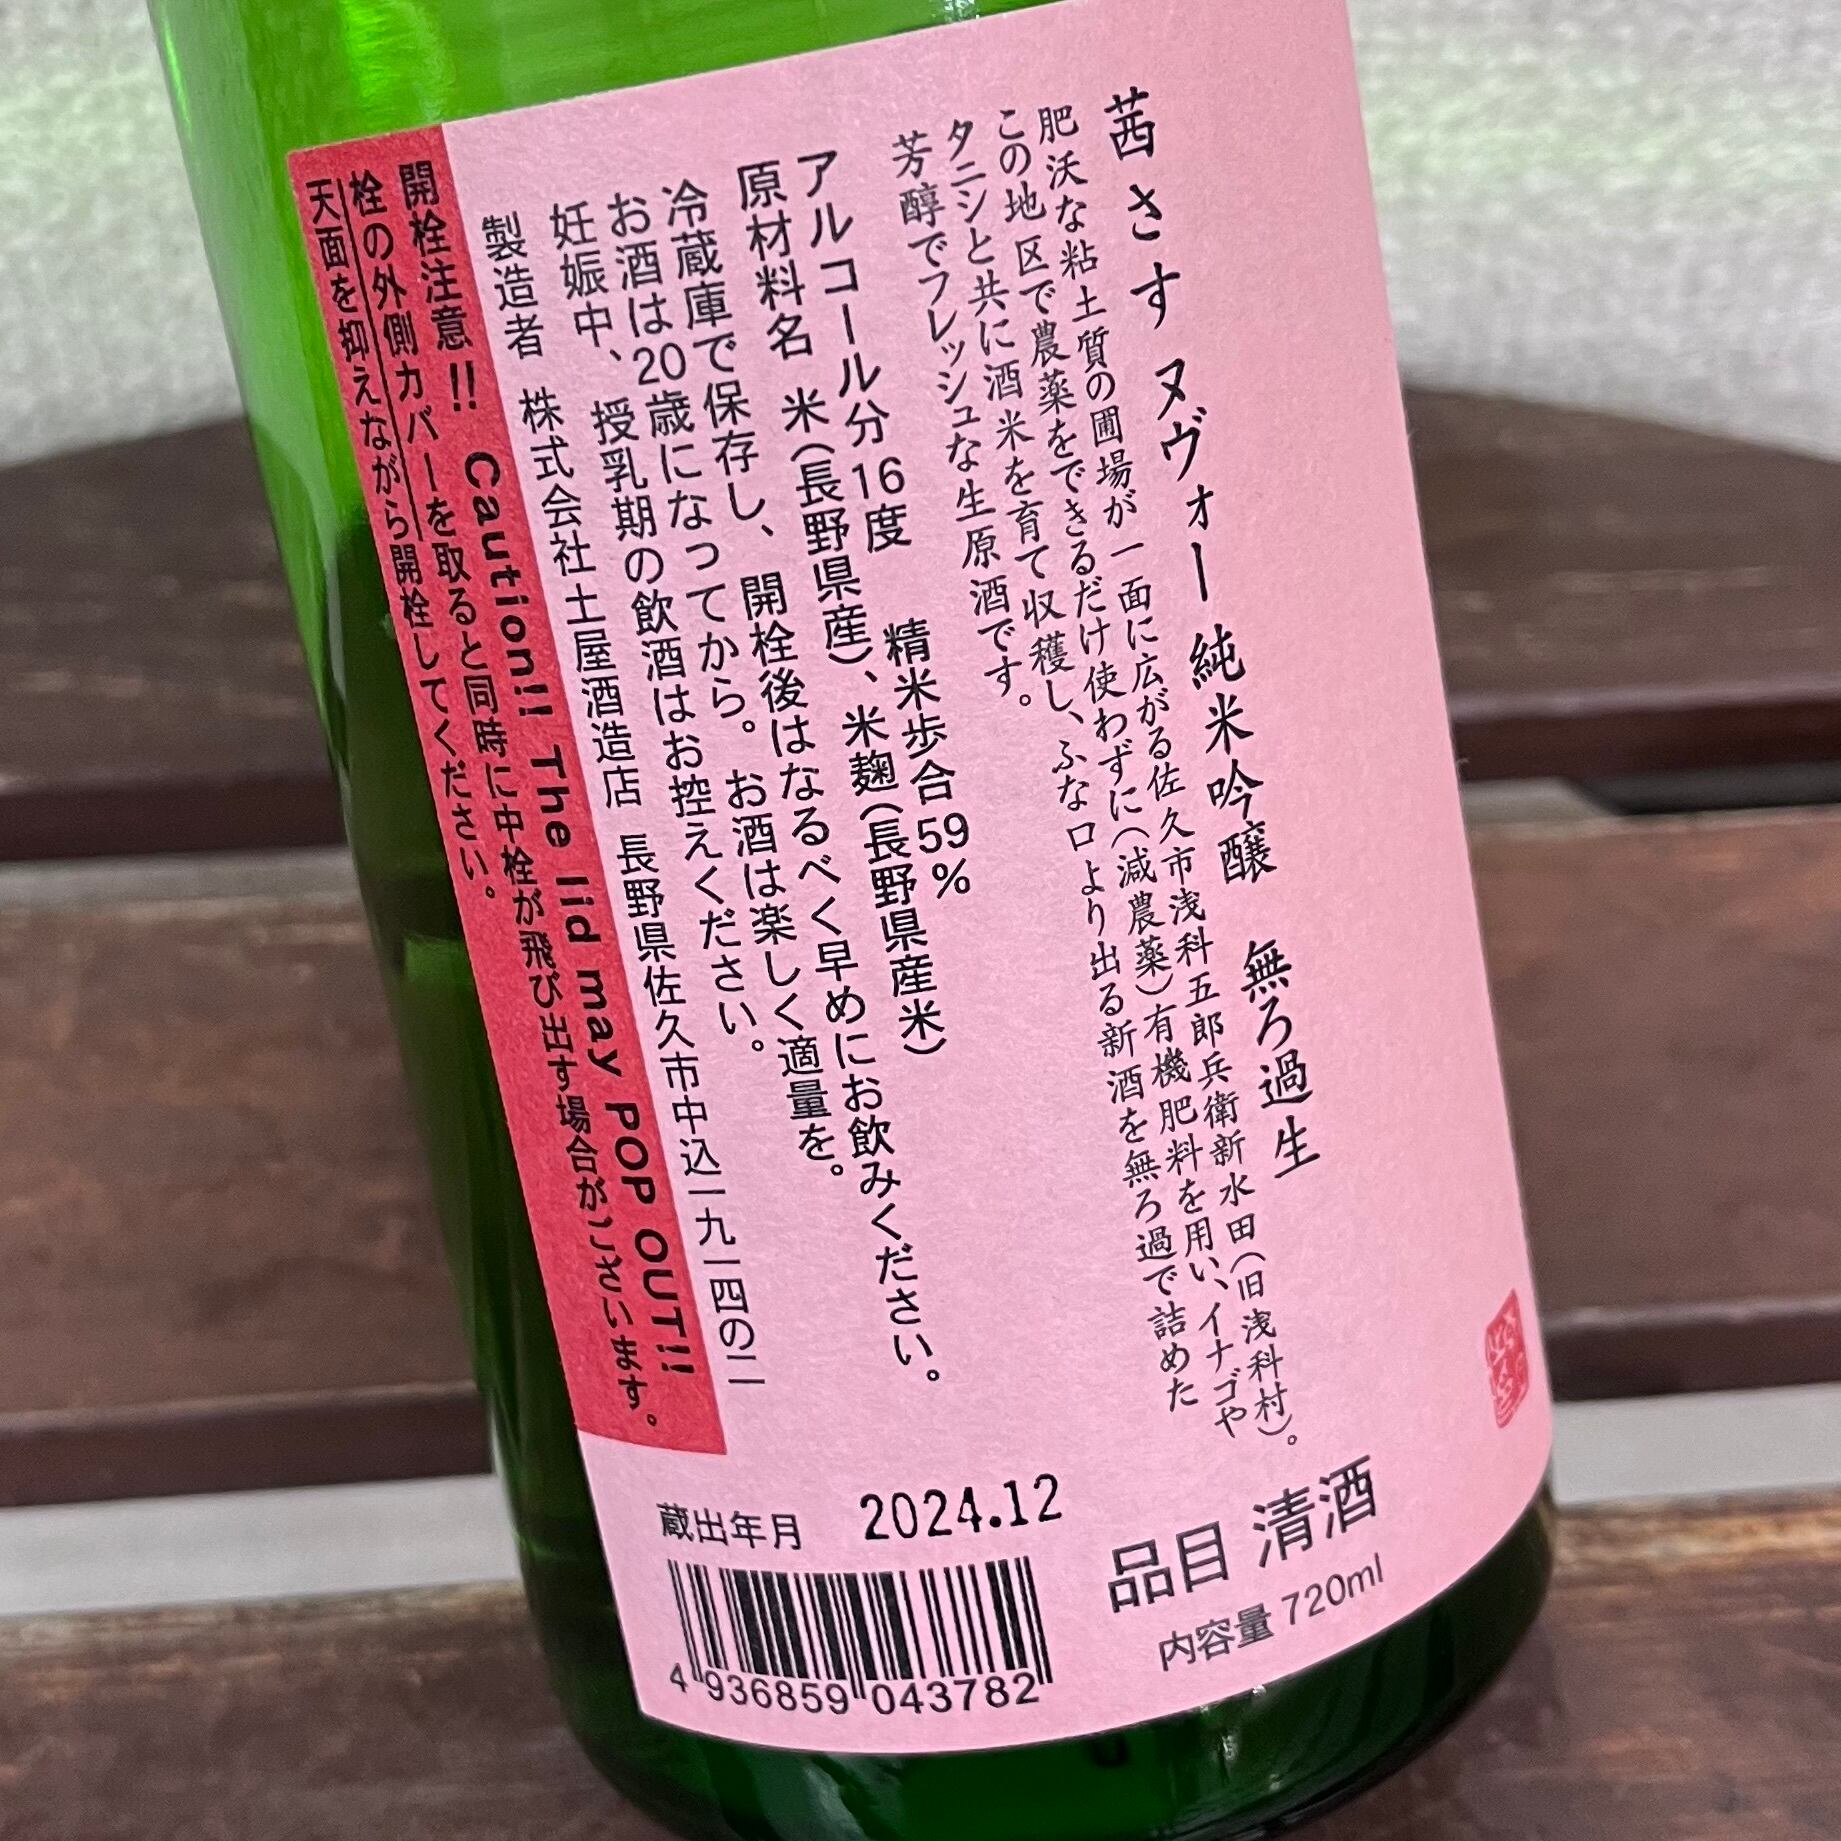 茜さす ヌヴォー 純米吟醸 無ろ過生
肥沃な粘土質の圃場が一面に広がる佐久市浅科五郎兵衛新水田(旧浅科村)。
この地区で農薬をできるだけ使わずに(減農薬)有機肥料を用い、イナゴや
タニシと共に酒米を育て収穫し、ふな口より出る新酒を無ろ過で詰めた
芳醇でフレッシュな生原酒です。
アルコール分16度 精米歩合59%
原材料名 米(長野県産)、米麹(長野県産米)
冷蔵庫で保存し、開栓後はなるべく早めにお飲みください。
お酒は20歳になってから。お酒は楽しく適量を。
妊娠中、授乳期の飲酒はお控えください。
製造者 株式会社土屋酒造店 長野県佐久市中込一九一四の二
開栓注意!! Caution!! The lid may POP OUT!!
栓の外側カバーを取ると同時に中栓が飛び出す場合がございます。
天面を抑えながら開栓してください。
蔵出年月 2024.12
4 936859 043782
品目 清酒
内容量 720ml